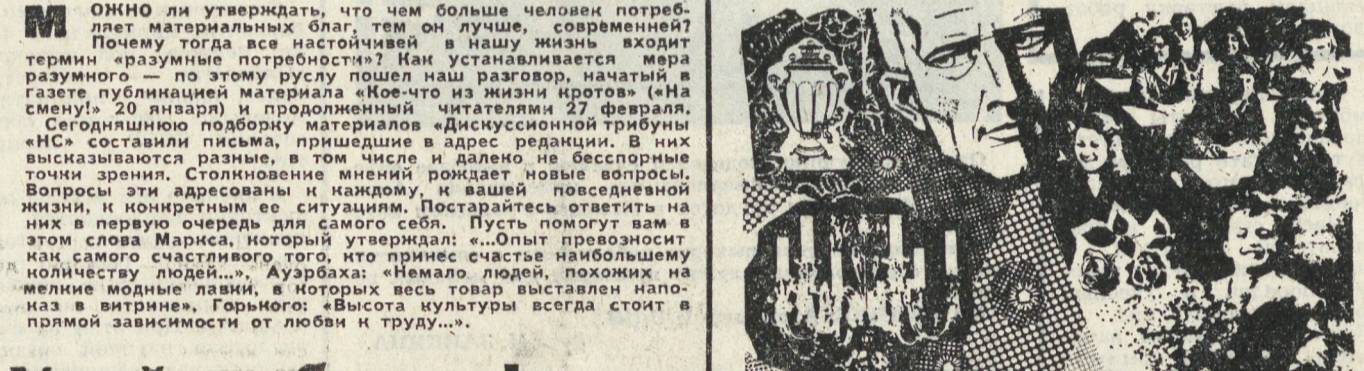 МОЖНО ли утверждать, что чем больше человек потреб-
ляет материальных благ, тем он лучше, современней?
Почему тогда все настойчивей в нашу жизнь входит
термин «разумные потребности»? Как устанавливается мера
разумного — по этому руслу пошел наш разговор, начатый в
газете публикацией материала «Кое-что из жизни кротов» («На
смену!» 20 января) и продолженный читателями 27 февраля.
Сегодняшнюю подборку материалов «Дискуссионной трибуны
«НС» составили письма, пришедшие в адрес редакции. В них
высказываются разные, в том числе и далеко не бесспорные
точки зрения. Столкновение мнений рождает новые вопросы.
Вопросы эти адресованы к каждому, к вашей повседневной
жизни, к конкретным ее ситуациям. Постарайтесь ответить на
них в первую очередь для самого себя. Пусть помогут вам в
этом слова Маркса, который утверждал: «...Опыт превозносит
как самого счастливого того, кто принес счастье наибольшему
количеству людей...», Ауэрбаха: «Немало людей, похожих на
мелкие модные лавки, в которых весь товар выставлен напо-
каз в витрине», Горького: «Высота культуры всегда стоит в
прямой зависимости от любви к труду...».